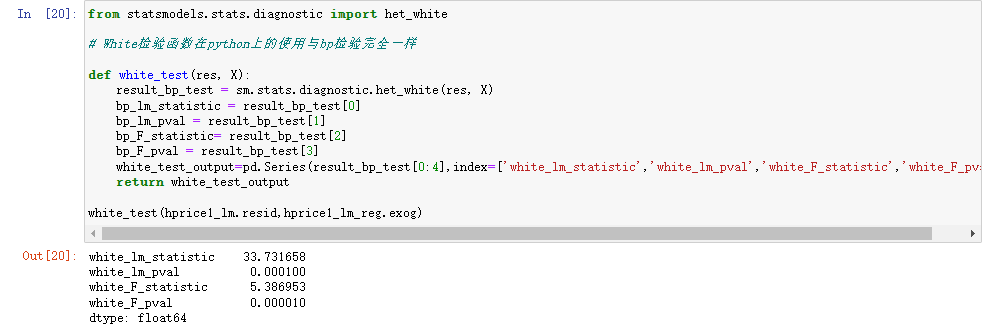 In [20]: from statsmodels.stats.diagnostic import het_white
# White检验函数在python上的使用与bp检验完全一样
def white_test(res, X):
    result_bp_test = sm.stats.diagnostic.het_white(res, X)
    bp_lm_statistic = result_bp_test[0]
    bp_lm_pval = result_bp_test[1]
    bp_F_statistic= result_bp_test[2]
    bp_F_pval = result_bp_test[3]
    white_test_output=pd.Series(result_bp_test[0:4],index=['white_lm_statistic','white_lm_pval','white_F_statistic','white_F_pv
    return white_test_output
white_test(hprice1_lm.resid,hprice1_lm_reg.exog)
Out[20]: white_lm_statistic    33.731658
white_lm_pval          0.000100
white_F_statistic      5.386953
white_F_pval           0.000010
dtype: float64